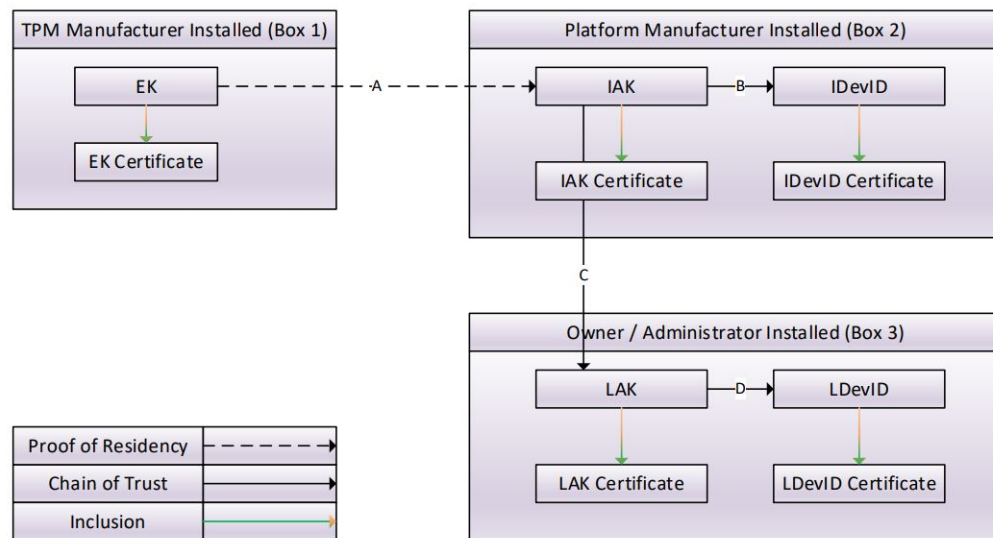 TPM Manufacturer Installed (Box 1)
EK
EK Certificate
A
Platform Manufacturer Installed (Box 2)
IAK
B
IDevID
IAK Certificate
IDevID Certificate
C
Owner / Administrator Installed (Box 3)
LAK
D
LDevID
LAK Certificate
LDevID Certificate
Proof of Residency
Chain of Trust
Inclusion